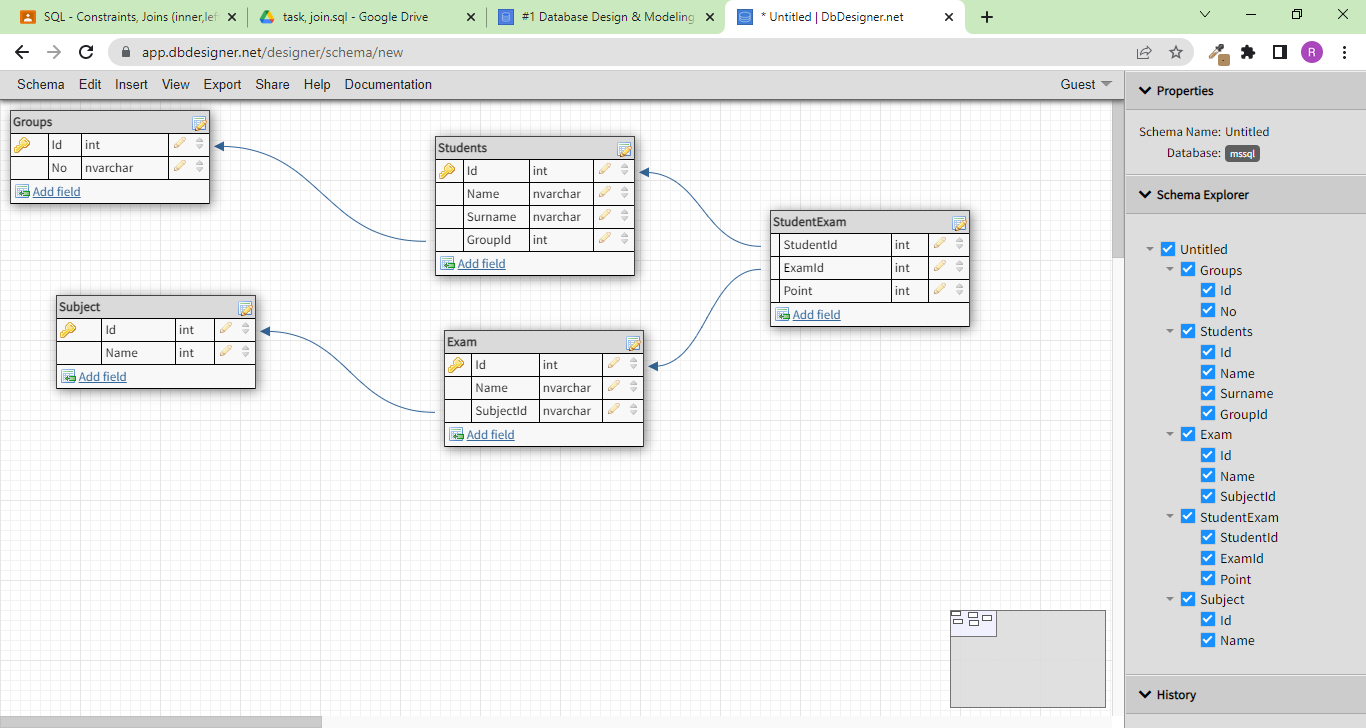 SQL - Constraints, Joins (inner,lef
task, join.sql - Google Drive
#1 Database Design & Modeling
* Untitled | DbDesigner.net
app.dbdesigner.net/designer/schema/new
R
Schema Edit Insert View Export Share Help Documentation
Guest
Groups
Id int
No nvarchar
Add field
Students
Id int
Name nvarchar
Surname nvarchar
GroupId int
Add field
StudentExam
StudentId int
ExamId int
Point int
Add field
Subject
Id int
Name int
Add field
Exam
Id int
Name nvarchar
SubjectId nvarchar
Add field
Properties
Schema Name: Untitled
Database: mssql
Schema Explorer
Untitled
Groups
Id
No
Students
Id
Name
Surname
GroupId
Exam
Id
Name
SubjectId
StudentExam
StudentId
ExamId
Point
Subject
Id
Name
History